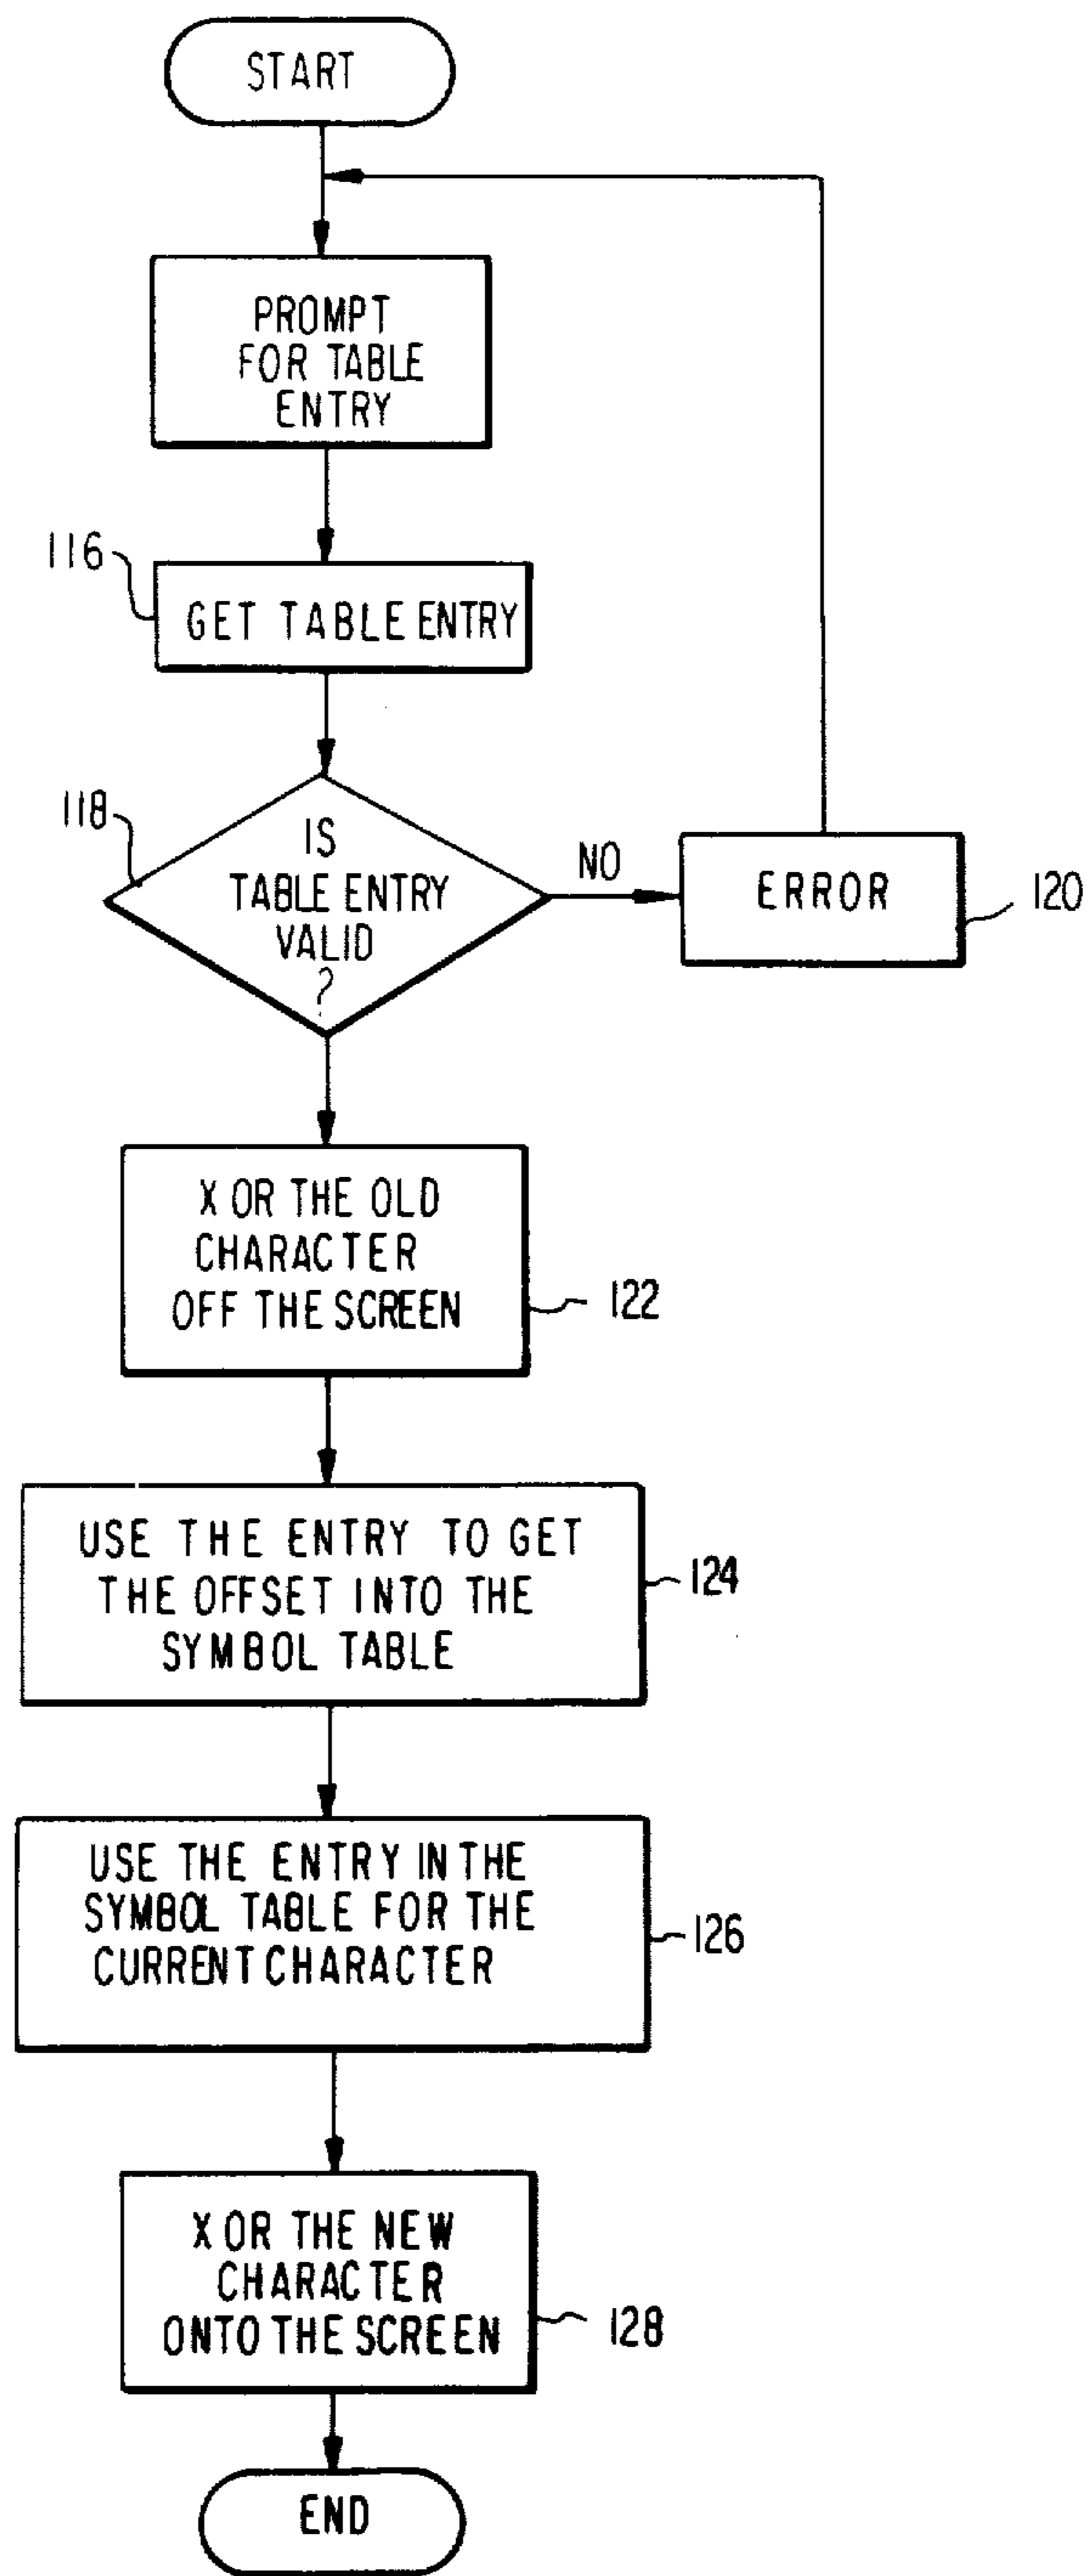 START
PROMPT
FOR TABLE
ENTRY
116
GET TABLE ENTRY
118
IS
TABLE ENTRY
VALID
?
NO
ERROR
120
X OR THE OLD
CHARACTER
OFF THE SCREEN
122
USE THE ENTRY TO GET
THE OFFSET INTO THE
SYMBOL TABLE
124
USE THE ENTRY IN THE
SYMBOL TABLE FOR THE
CURRENT CHARACTER
126
X OR THE NEW
CHARACTER
ONTO THE SCREEN
128
END